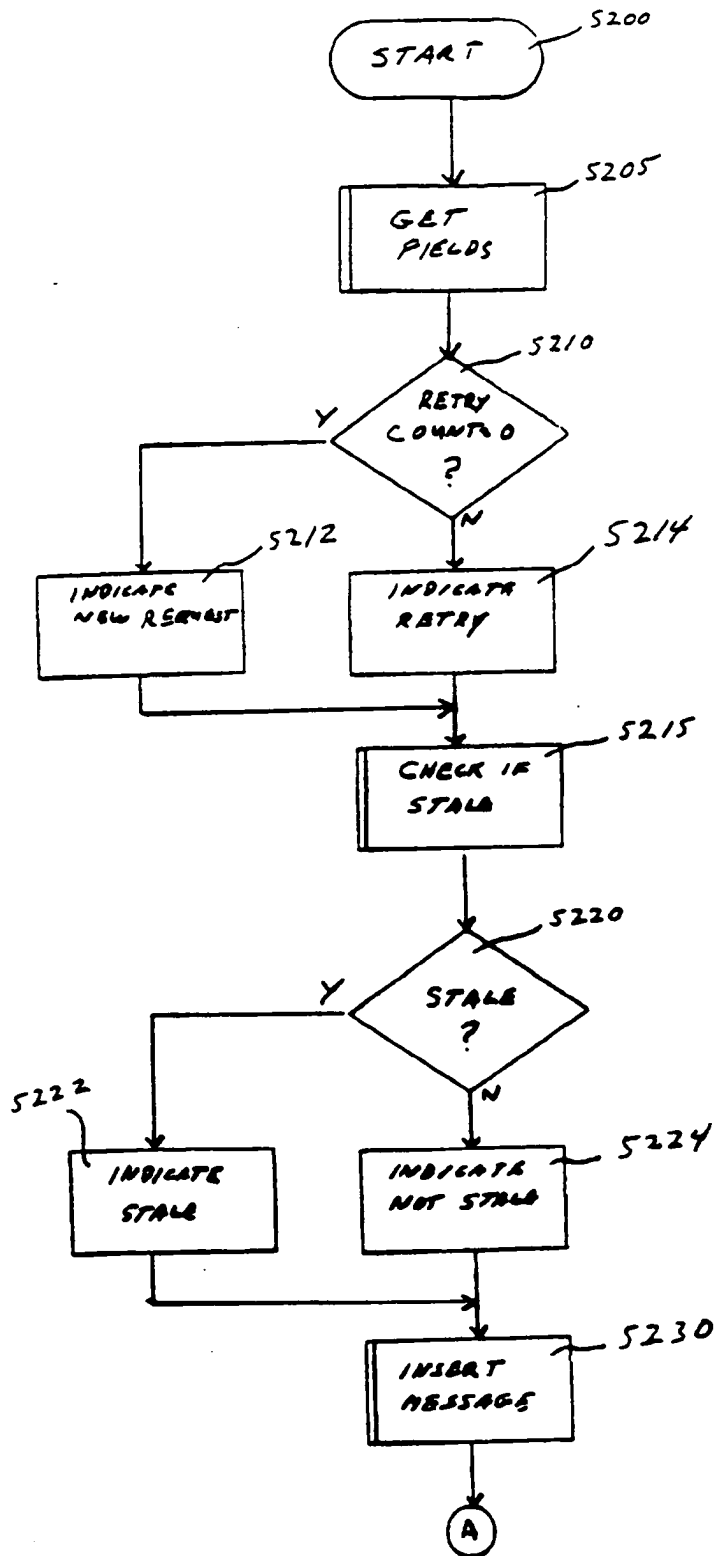 START
5200
GET
FIELDS
5205
RETRY
COUNT=0
?
5210
Y
N
INDICATE
NEW REQUEST
5212
INDICATE
RETRY
5214
CHECK IF
STALE
5215
STALE
?
5220
Y
N
INDICATE
STALE
5222
INDICATE
NOT STALE
5224
INSERT
MESSAGE
5230
A